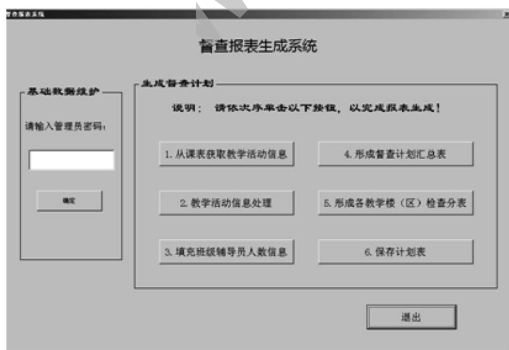 督查报表生成系统
基础数据维护
请输入管理员密码：
确定
生成督查计划
说明： 请依次序单击以下按钮，以完成报表生成！
1. 从课表获取教学活动信息
2. 教学活动信息处理
3. 填充班级辅导员人数信息
4. 形成督查计划汇总表
5. 形成各教学楼（区）检查分表
6. 保存计划表
退出